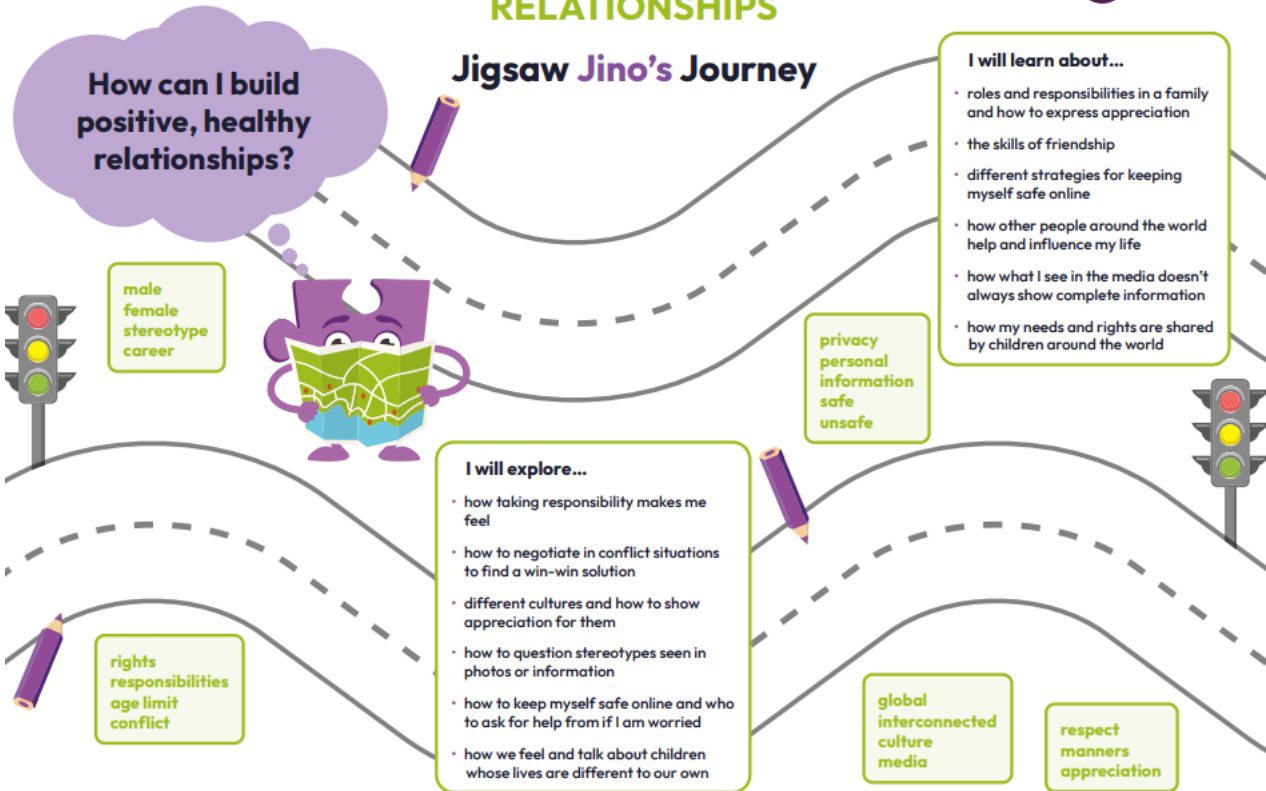 RELATIONSHIPS
Jigsaw Jino's Journey
How can I build
positive, healthy
relationships?
I will learn about...
• roles and responsibilities in a family
and how to express appreciation
• the skills of friendship
• different strategies for keeping
myself safe online
• how other people around the world
help and influence my life
• how what I see in the media doesn't
always show complete information
• how my needs and rights are shared
by children around the world
male
female
stereotype
career
privacy
personal
information
safe
unsafe
I will explore...
• how taking responsibility makes me
feel
• how to negotiate in conflict situations
to find a win-win solution
• different cultures and how to show
appreciation for them
• how to question stereotypes seen in
photos or information
• how to keep myself safe online and who
to ask for help from if I am worried
• how we feel and talk about children
whose lives are different to our own
rights
responsibilities
age limit
conflict
global
interconnected
culture
media
respect
manners
appreciation